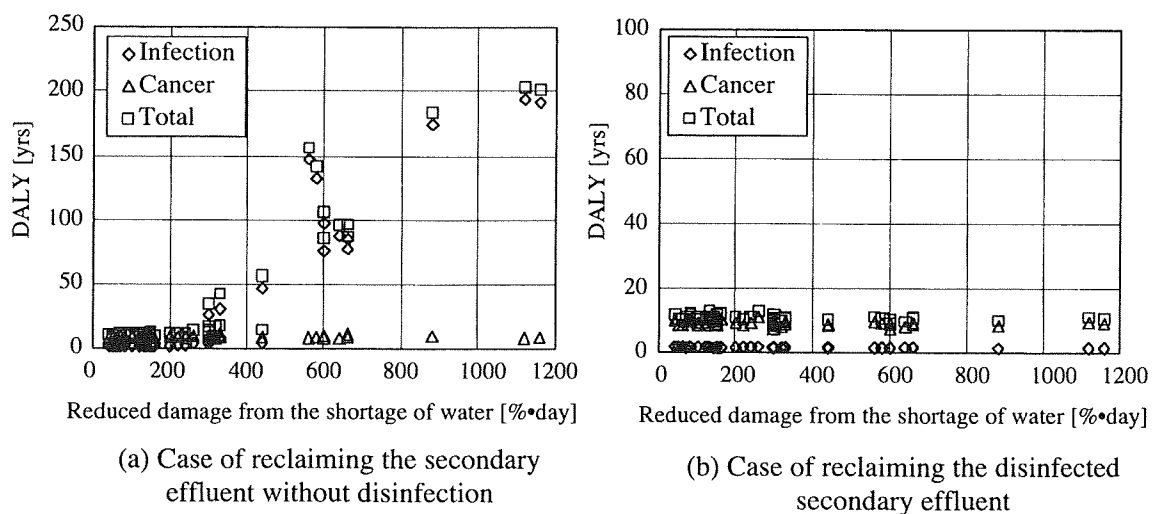 250
200
150
100
50
0
DALY [yrs]
Infection
Cancer
Total
0 200 400 600 800 1000 1200
Reduced damage from the shortage of water [%•day]
(a) Case of reclaiming the secondary
effluent without disinfection
100
80
60
40
20
0
DALY [yrs]
Infection
Cancer
Total
0 200 400 600 800 1000 1200
Reduced damage from the shortage of water [%•day]
(b) Case of reclaiming the disinfected
secondary effluent